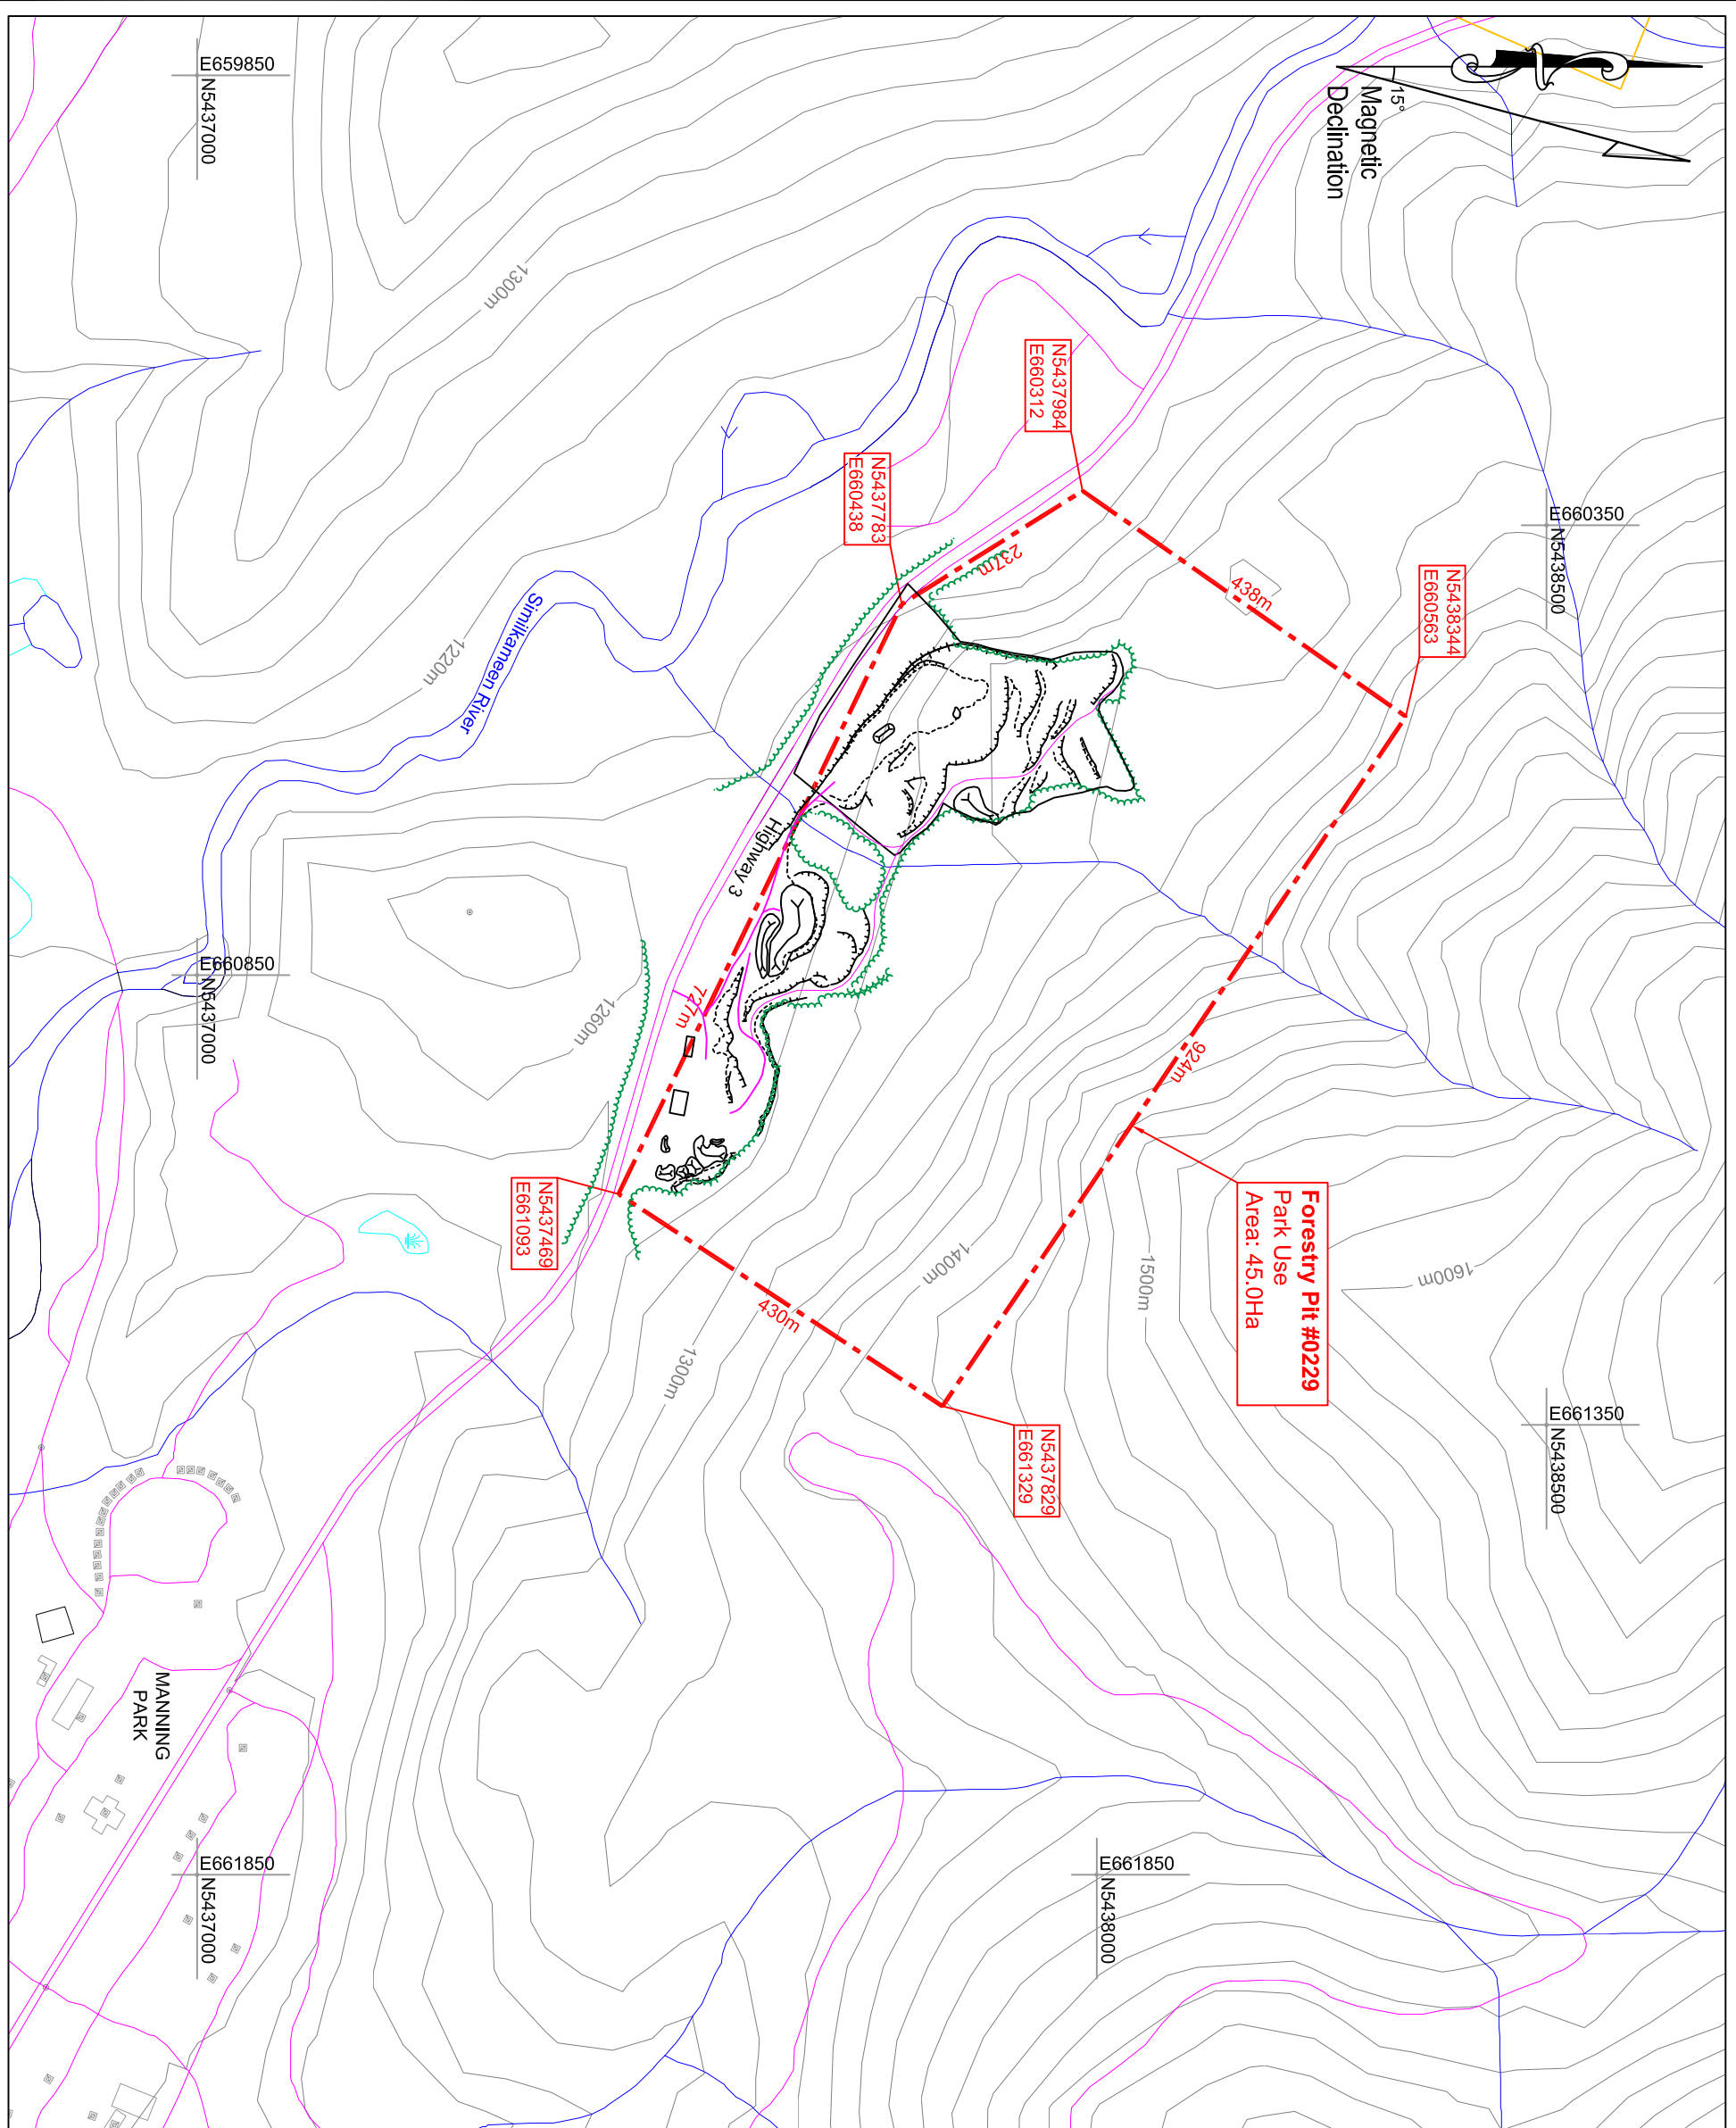 E659850
N5437000
15°
Magnetic
Declination
1300m
N5437984
E660312
N5437783
E660438
237m
438m
N5438344
E660563
E660350
N5438500
1220m
Similkameen River
Highway 3
E660850
N5437000
1260m
727m
924m
Forestry Pit #0229
Park Use
Area: 45.0Ha
N5437469
E661093
430m
1300m
1400m
1500m
1600m
N5437829
E661329
E661350
N5438500
MANNING
PARK
E661850
N5437000
E661850
N5438000